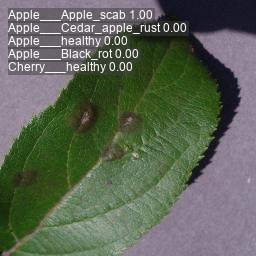 Apple___Apple_scab 1.00
Apple___Cedar_apple_rust 0.00
Apple___healthy 0.00
Apple___Black_rot 0.00
Cherry___healthy 0.00